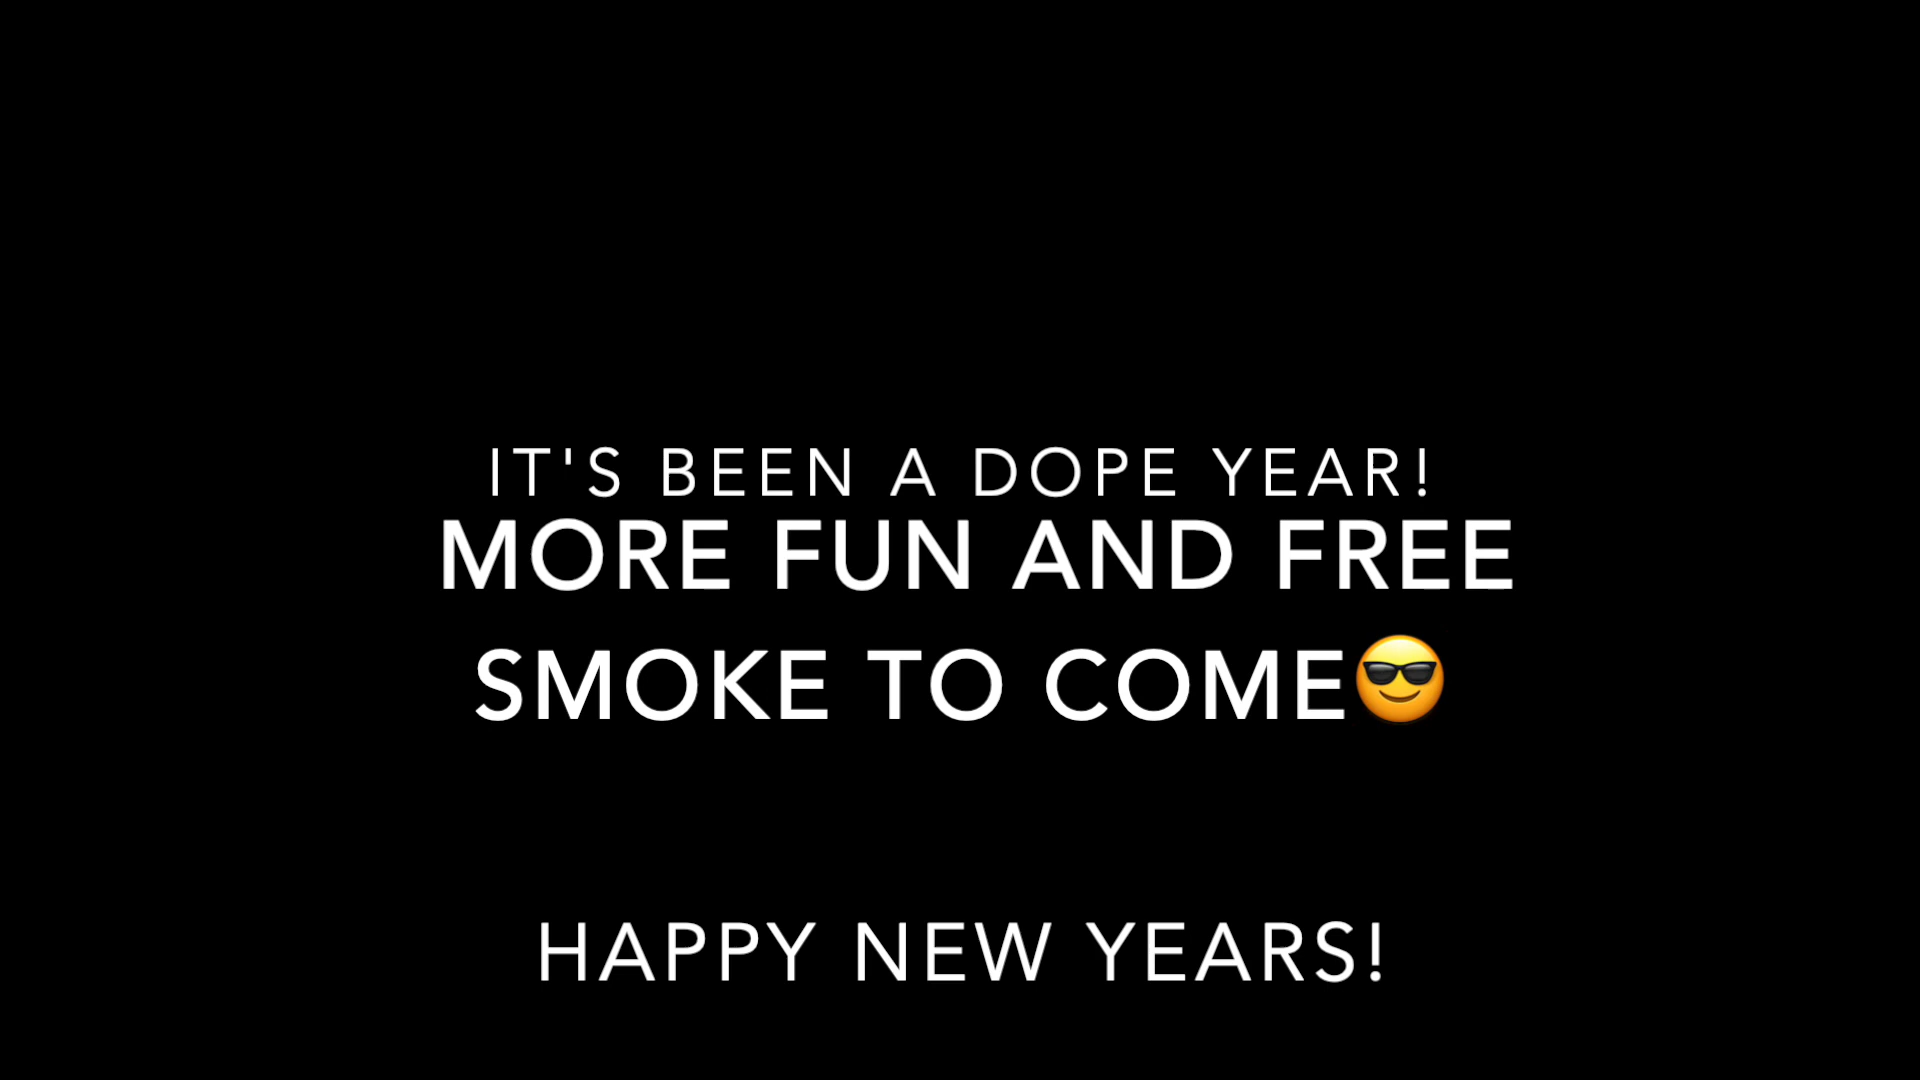 IT'S BEEN A DOPE YEAR!
MORE FUN AND FREE
SMOKE TO COME😎
HAPPY NEW YEARS!